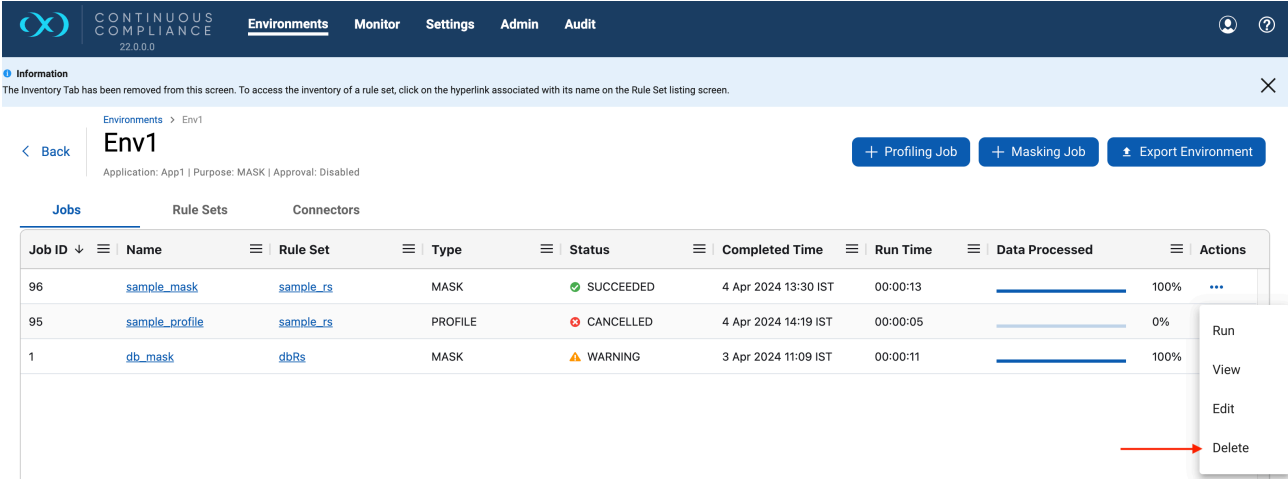 CONTINUOUS
COMPLIANCE
22.0.0.0
Environments Monitor Settings Admin Audit
Information
The Inventory Tab has been removed from this screen. To access the inventory of a rule set, click on the hyperlink associated with its name on the Rule Set listing screen.
Environments > Env1
Back
Env1
Application: App1 | Purpose: MASK | Approval: Disabled
+ Profiling Job + Masking Job Export Environment
Jobs Rule Sets Connectors
Job ID Name Rule Set Type Status Completed Time Run Time Data Processed Actions
96 sample_mask sample_rs MASK SUCCEEDED 4 Apr 2024 13:30 IST 00:00:13 100% •••
95 sample_profile sample_rs PROFILE CANCELLED 4 Apr 2024 14:19 IST 00:00:05 0%
1 db_mask dbRs MASK WARNING 3 Apr 2024 11:09 IST 00:00:11 100%
Run
View
Edit
Delete